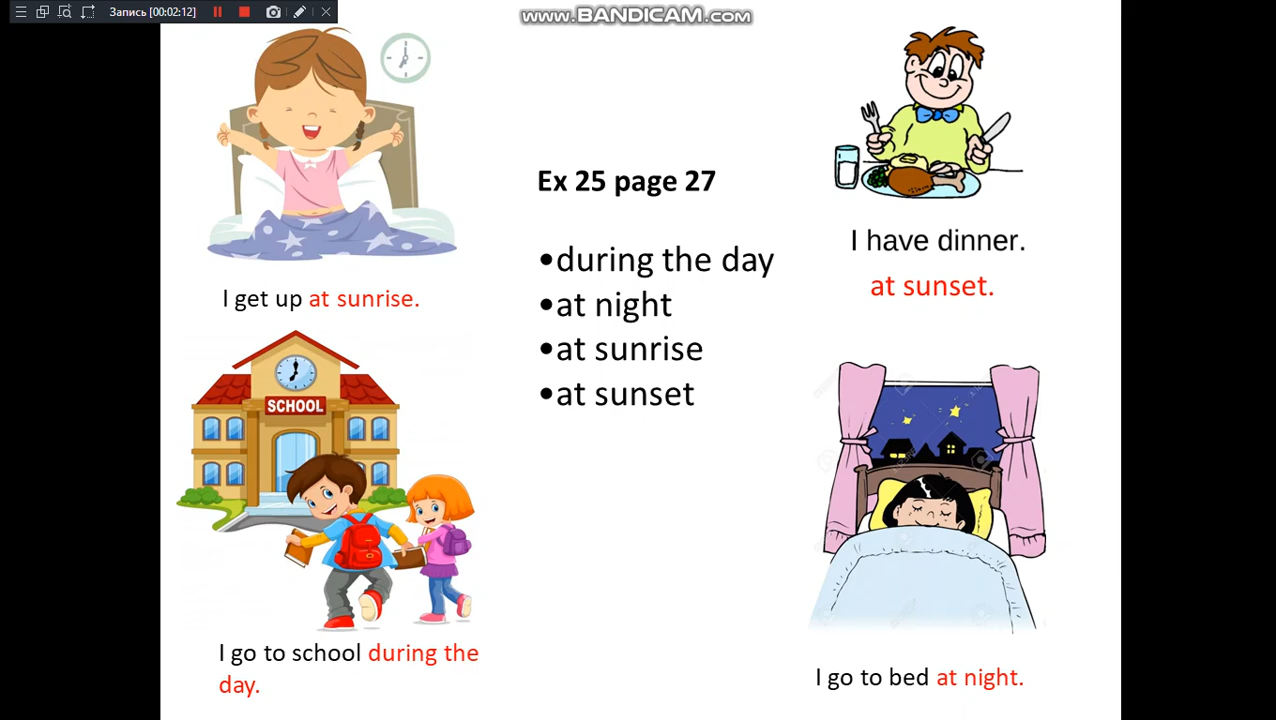 Запись [00:02:12]
www.BANDICAM.com
I get up at sunrise.
SCHOOL
I go to school during the
day.
Ex 25 page 27
•during the day
•at night
•at sunrise
•at sunset
I have dinner.
at sunset.
I go to bed at night.